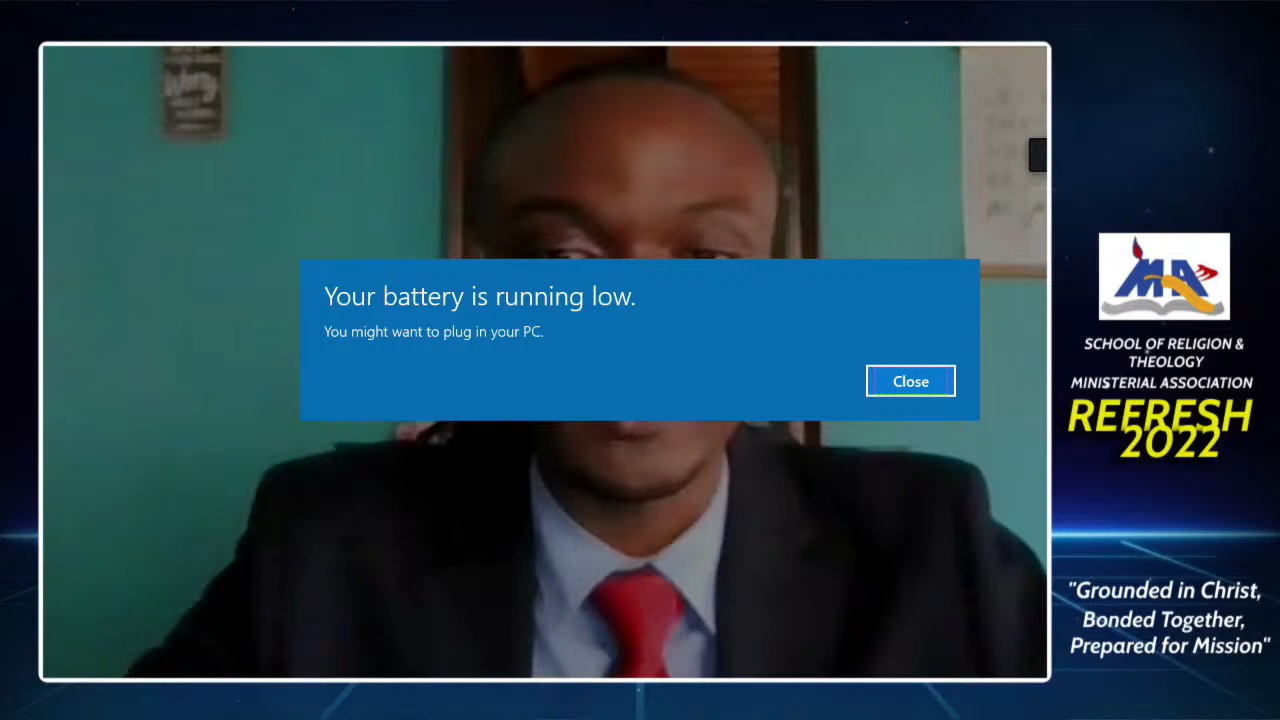 Your battery is running low.
You might want to plug in your PC.
Close
MA
SCHOOL OF RELIGION &
THEOLOGY
MINISTERIAL ASSOCIATION
REFRESH
2022
"Grounded in Christ,
Bonded Together,
Prepared for Mission"